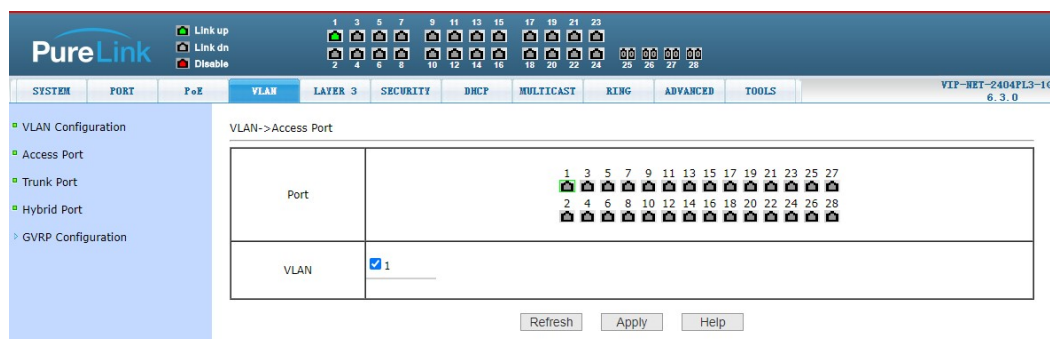 PureLink
Link up
Link dn
Disable
1 3 5 7 9 11 13 15 17 19 21 23
2 4 6 8 10 12 14 16 18 20 22 24 25 26 27 28
SYSTEM PORT PoE VLAN LAYER 3 SECURITY DHCP MULTICAST RING ADVANCED TOOLS
6.3.0
VLAN Configuration
Access Port
Trunk Port
Hybrid Port
GVRP Configuration
VLAN->Access Port
Port
1 3 5 7 9 11 13 15 17 19 21 23 25 27
2 4 6 8 10 12 14 16 18 20 22 24 26 28
VLAN
1
Refresh Apply Help